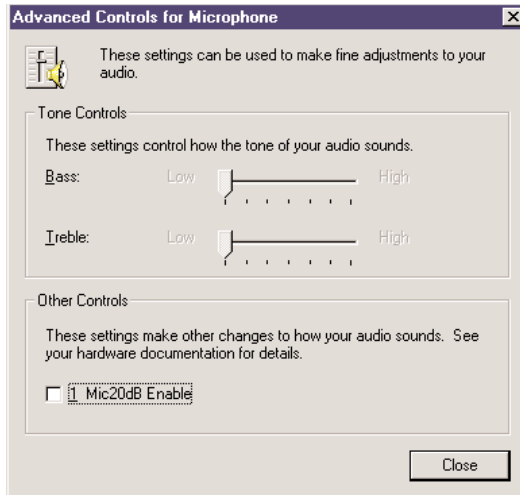 Advanced Controls for Microphone
These settings can be used to make fine adjustments to your
audio.
Tone Controls
These settings control how the tone of your audio sounds.
Bass: Low High
Treble: Low High
Other Controls
These settings make other changes to how your audio sounds. See
your hardware documentation for details.
1 Mic20dB Enable
Close